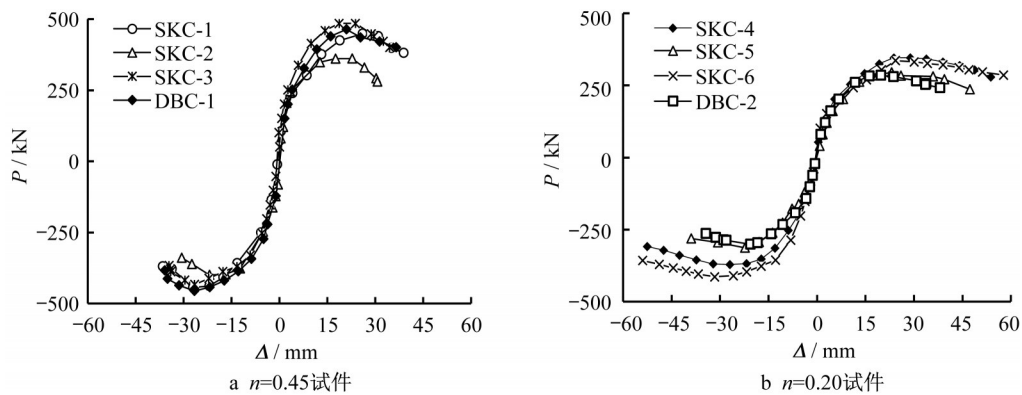 500
250
0
−250
−500
P / kN
SKC-1
SKC-2
SKC-3
DBC-1
−60 −45 −30 −15 0 15 30 45 60
Δ / mm
a n=0.45试件
500
250
0
−250
−500
P / kN
SKC-4
SKC-5
SKC-6
DBC-2
−60 −45 −30 −15 0 15 30 45 60
Δ / mm
b n=0.20试件